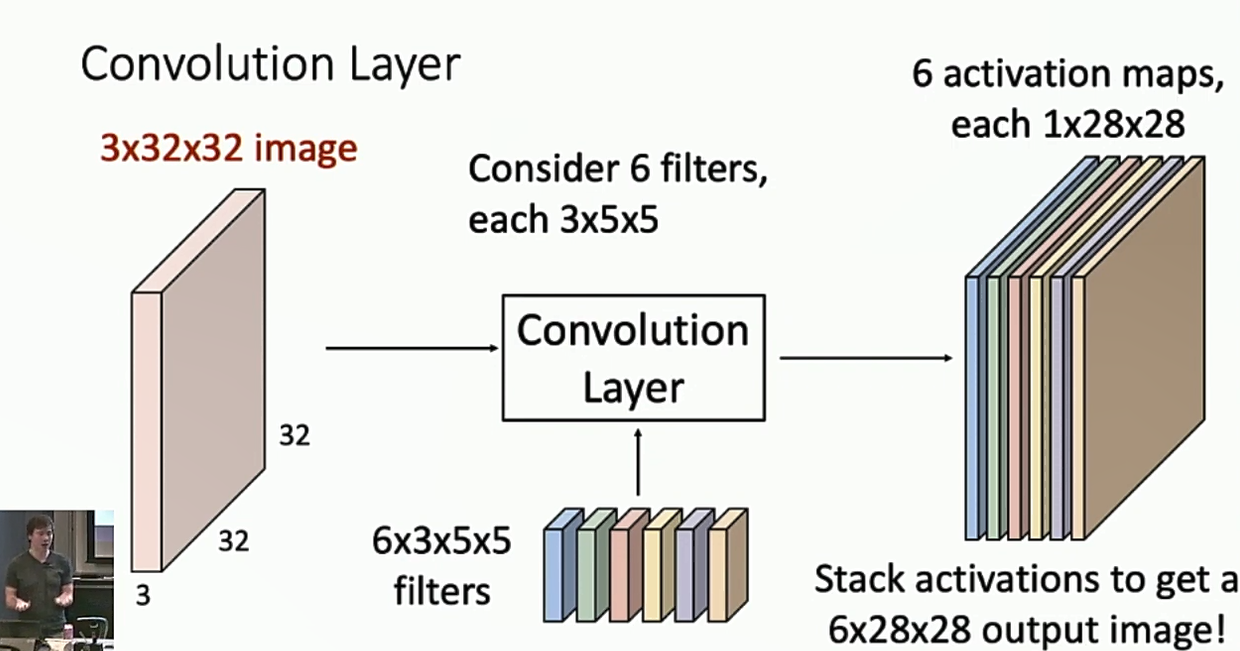 Convolution Layer
3x32x32 image
32
32
3
Consider 6 filters,
each 3x5x5
Convolution
Layer
6x3x5x5
filters
6 activation maps,
each 1x28x28
Stack activations to get a
6x28x28 output image!